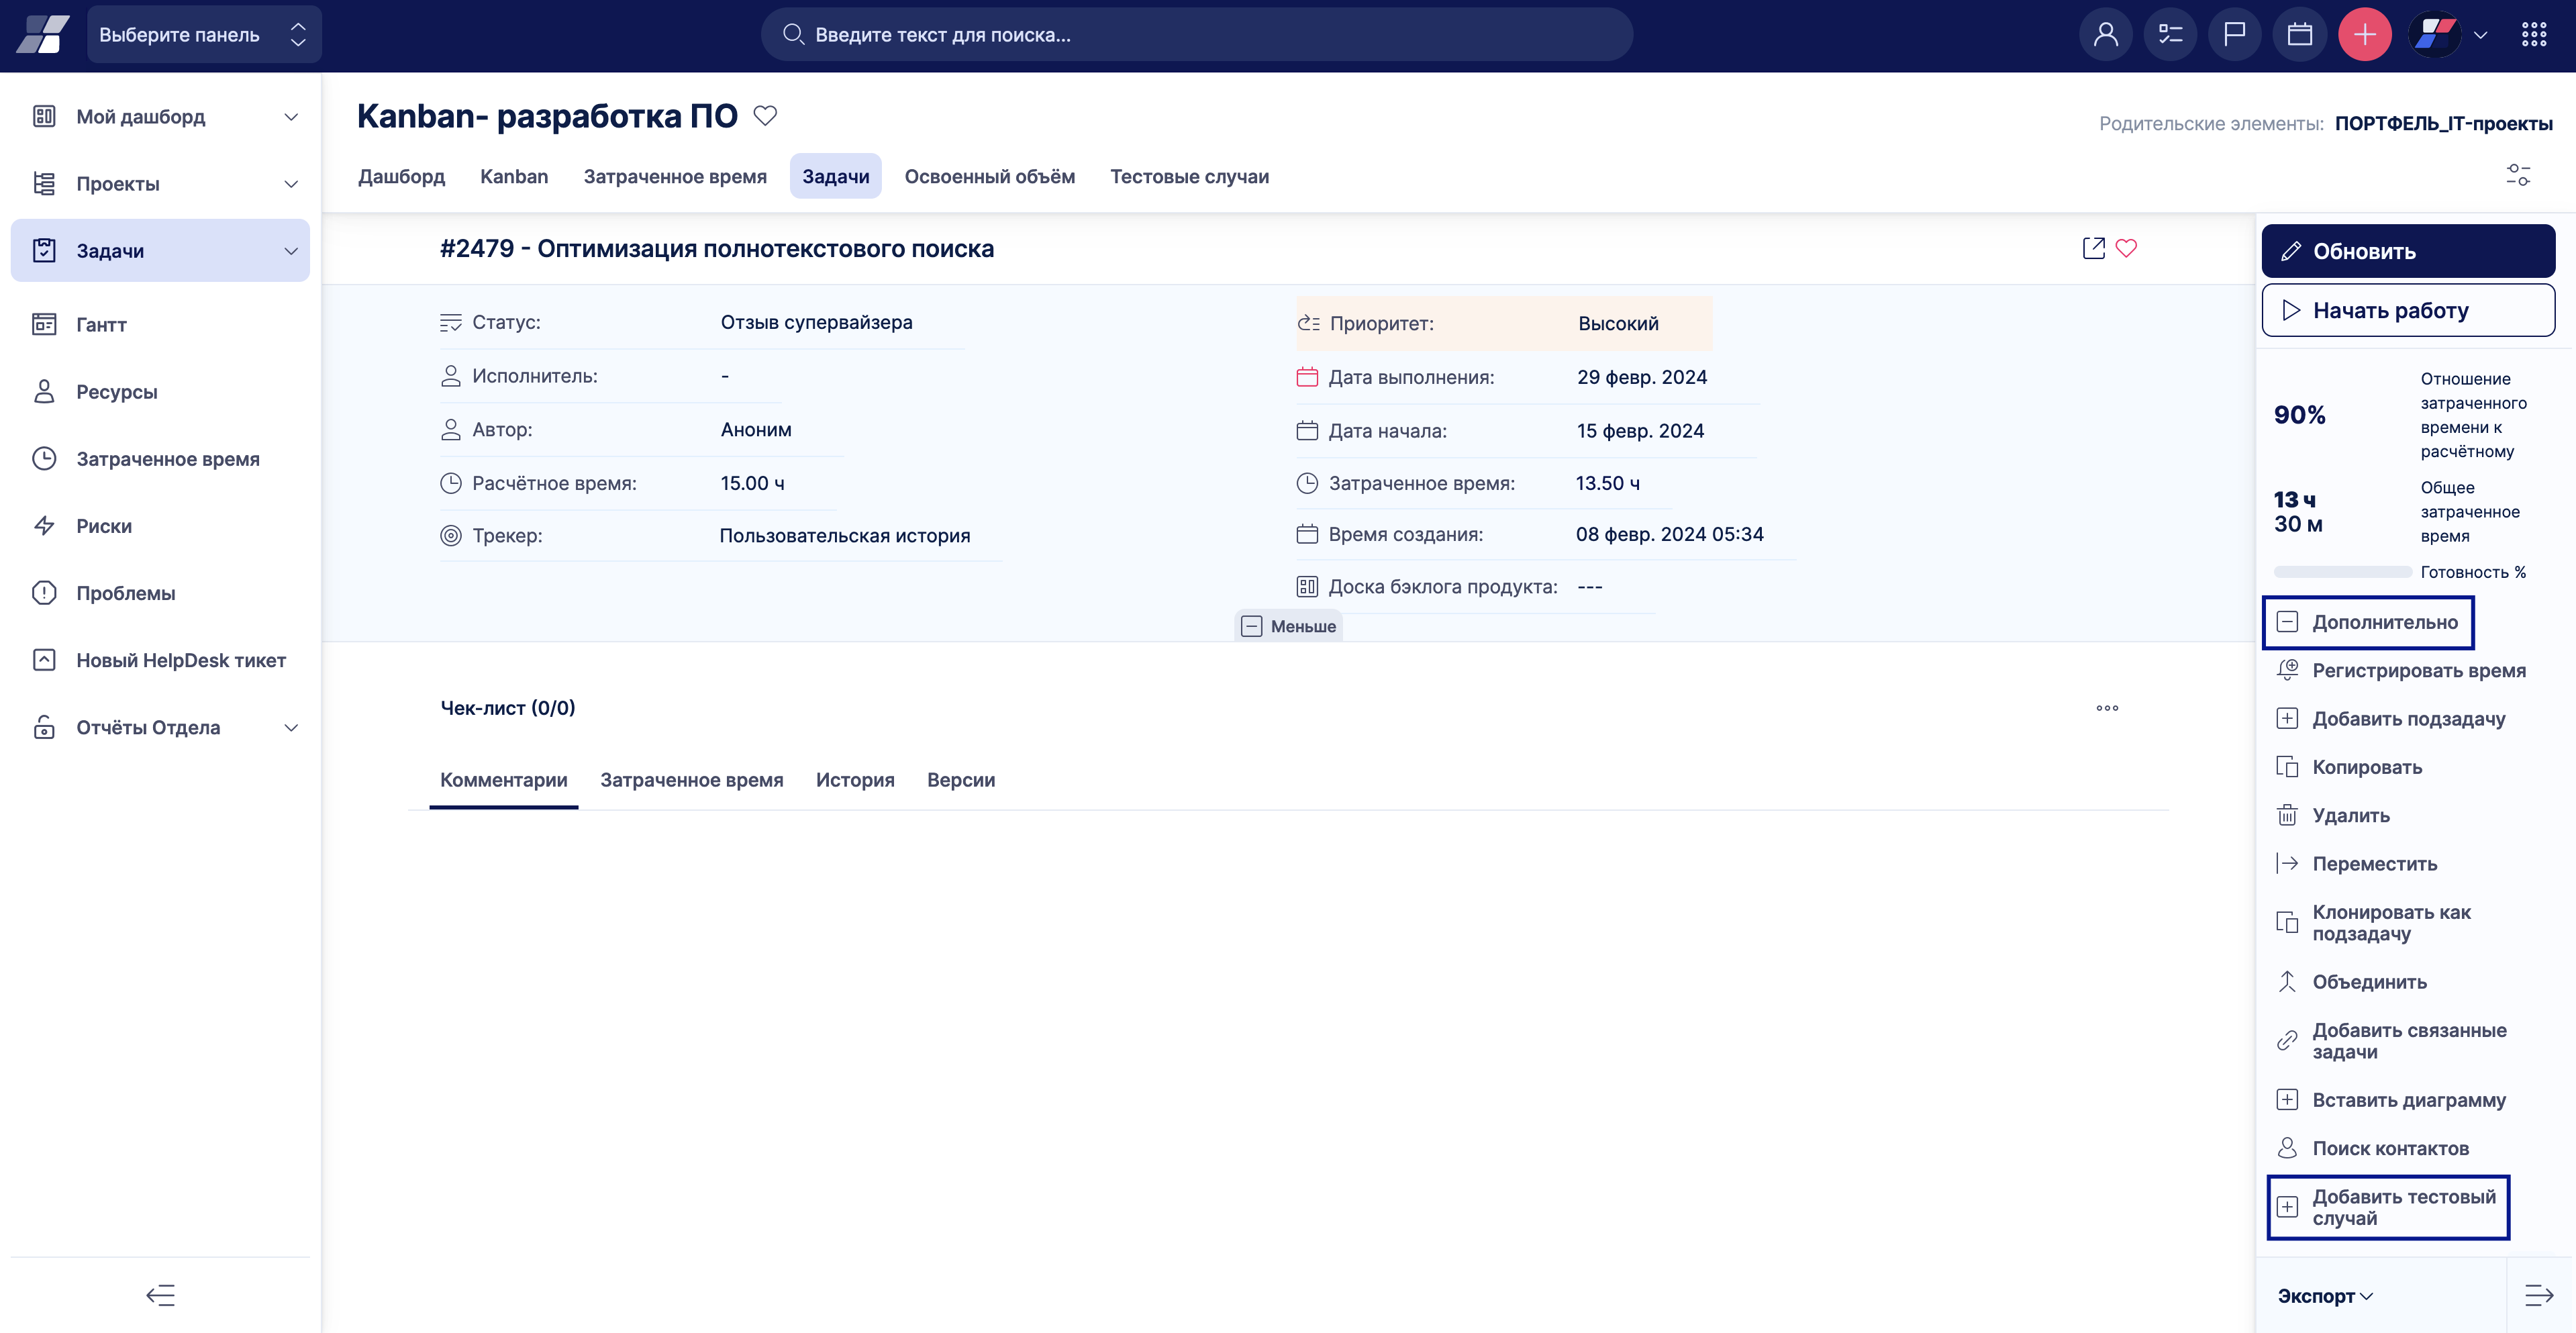 Выберите панель
Введите текст для поиска...
Мой дашборд
Проекты
Задачи
Гантт
Ресурсы
Затраченное время
Риски
Проблемы
Новый HelpDesk тикет
Отчёты Отдела
Kanban- разработка ПО
Родительские элементы: ПОРТФЕЛЬ_IT-проекты
Дашборд Kanban Затраченное время Задачи Освоенный объём Тестовые случаи
#2479 - Оптимизация полнотекстового поиска
Статус: Отзыв супервайзера
Исполнитель: -
Автор: Аноним
Расчётное время: 15.00 ч
Трекер: Пользовательская история
Приоритет: Высокий
Дата выполнения: 29 февр. 2024
Дата начала: 15 февр. 2024
Затраченное время: 13.50 ч
Время создания: 08 февр. 2024 05:34
Доска бэклога продукта: ---
Меньше
Чек-лист (0/0)
Комментарии Затраченное время История Версии
Обновить
Начать работу
90%
Отношение
затраченного
времени к
расчётному
13 ч
30 м
Общее
затраченное
время
Готовность %
Дополнительно
Регистрировать время
Добавить подзадачу
Копировать
Удалить
Переместить
Клонировать как
подзадачу
Объединить
Добавить связанные
задачи
Вставить диаграмму
Поиск контактов
Добавить тестовый
случай
Экспорт